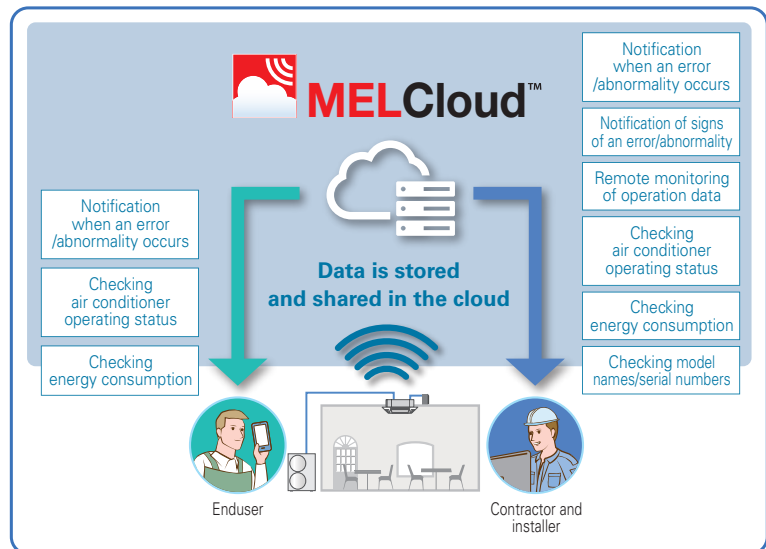 MELCloud™
Notification
when an error
/abnormality occurs
Checking
air conditioner
operating status
Checking
energy consumption
Data is stored
and shared in the cloud
Notification
when an error
/abnormality occurs
Notification of signs
of an error/abnormality
Remote monitoring
of operation data
Checking
air conditioner
operating status
Checking
energy consumption
Checking model
names/serial numbers
Enduser
Contractor and
installer